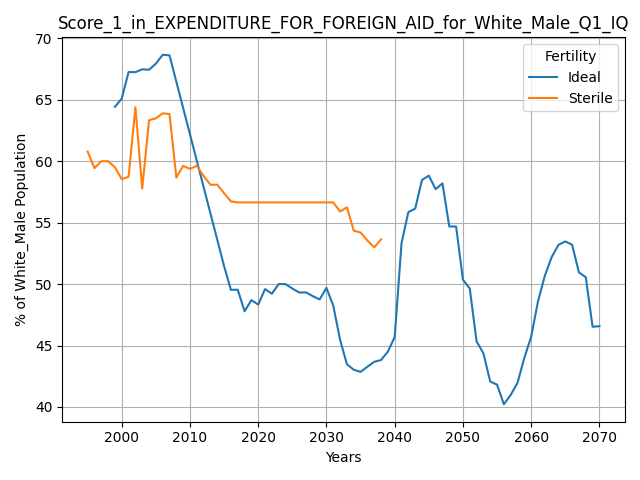 Score_1_in_EXPENDITURE_FOR_FOREIGN_AID_for_White_Male_Q1_IQ
% of White_Male Population
70
65
60
55
50
45
40
Fertility
Ideal
Sterile
2000 2010 2020 2030 2040 2050 2060 2070
Years